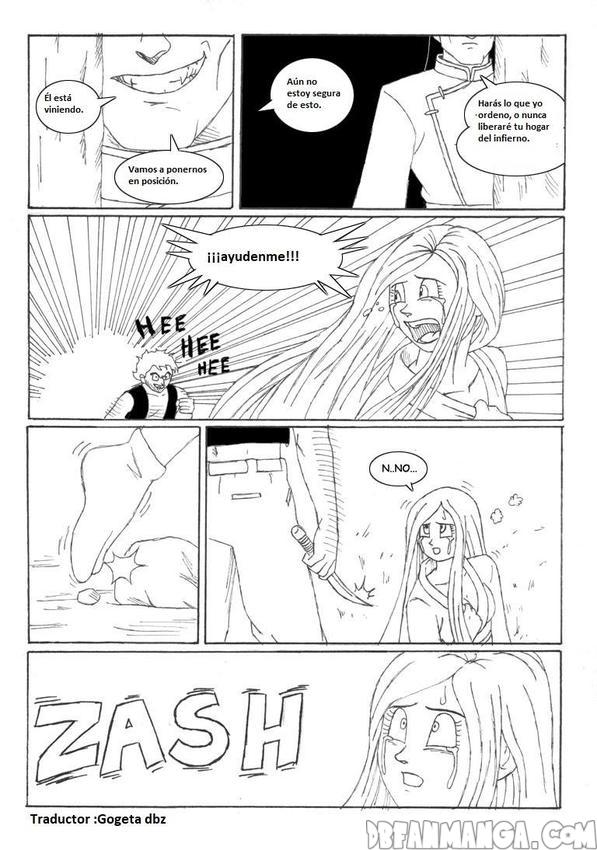 Él está
viniendo.
Vamos a ponernos
en posición.
Aún no
estoy segura
de esto.
Harás lo que yo
ordeno, o nunca
liberaré tu hogar
del infierno.
¡¡¡ayudenme!!!
HEE
HEE
HEE
N..NO...
ZASH
Traductor :Gogeta dbz
DBFANMANGA.COM